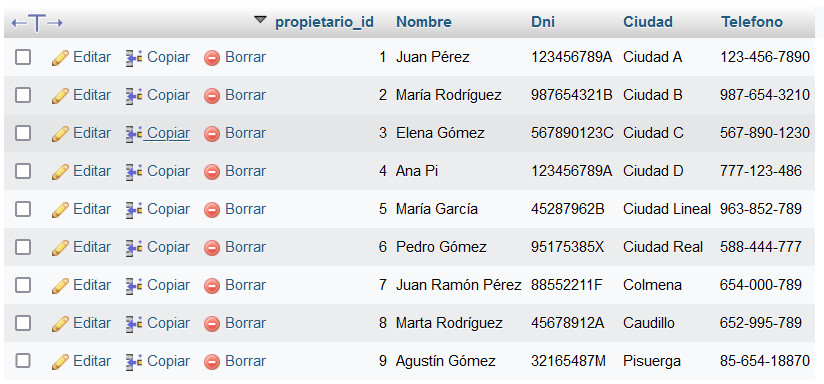 ←T→ propietario_id Nombre Dni Ciudad Telefono
Editar Copiar Borrar 1 Juan Pérez 123456789A Ciudad A 123-456-7890
Editar Copiar Borrar 2 María Rodríguez 987654321B Ciudad B 987-654-3210
Editar Copiar Borrar 3 Elena Gómez 567890123C Ciudad C 567-890-1230
Editar Copiar Borrar 4 Ana Pi 123456789A Ciudad D 777-123-486
Editar Copiar Borrar 5 María García 45287962B Ciudad Lineal 963-852-789
Editar Copiar Borrar 6 Pedro Gómez 95175385X Ciudad Real 588-444-777
Editar Copiar Borrar 7 Juan Ramón Pérez 88552211F Colmena 654-000-789
Editar Copiar Borrar 8 Marta Rodríguez 45678912A Caudillo 652-995-789
Editar Copiar Borrar 9 Agustín Gómez 32165487M Pisuerga 85-654-18870